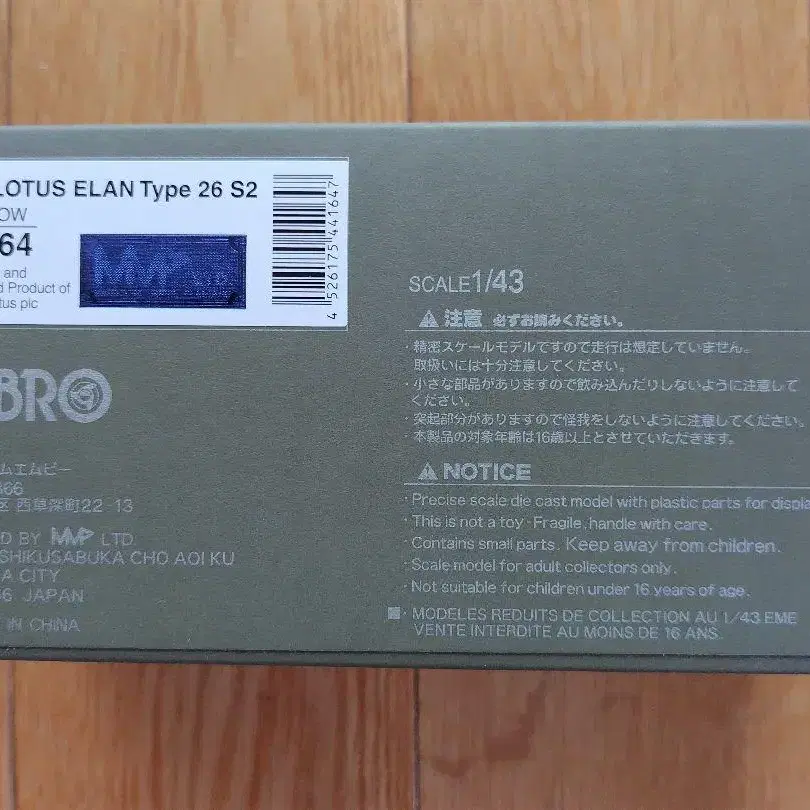 LOTUS ELAN Type 26 S2
OW
64
and
d Product of
tus plc
4 526175 441647
BRO
SCALE1/43
注意 必ずお読みください。
・精密スケールモデルですので走行は想定していません。
取扱いには十分注意してください。
・小さな部品がありますので飲み込んだりしないように注意して
ください。
・突起部分がありますので怪我をしないように注意してください。
・本製品の対象年齢は16歳以上とさせていただきます。
NOTICE
・Precise scale die cast model with plastic parts for displa
・This is not a toy・Fragile, handle with care.
・Contains small parts. Keep away from children.
・Scale model for adult collectors only.
・Not suitable for children under 16 years of age.
■・MODELES REDUITS DE COLLECTION AU 1/43 EME
VENTE INTERDITE AU MOINS DE 16 ANS.
ムエムピー
66
区 西草深町22-13
D BY MMP LTD.
SHIKUSABUKA CHO AOI KU
A CITY
66 JAPAN
IN CHINA